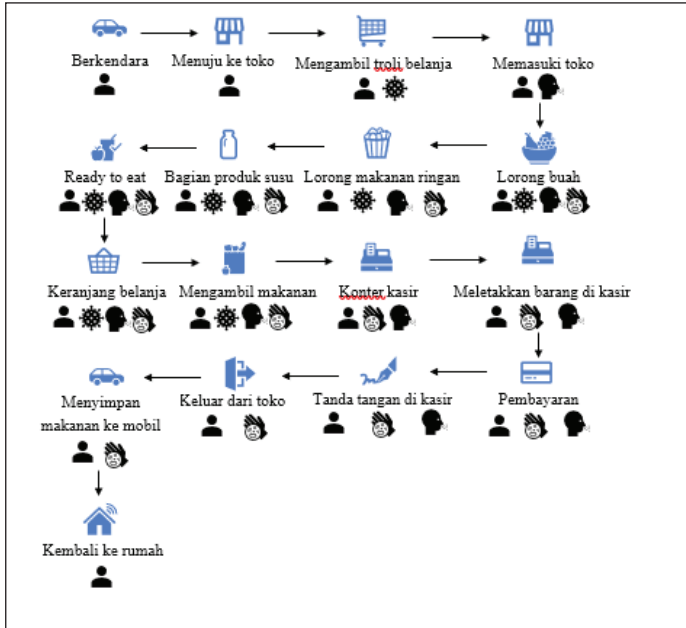 Berkendara
Menuju ke toko
Mengambil troli belanja
Memasuki toko
Ready to eat
Bagian produk susu
Lorong makanan ringan
Lorong buah
Keranjang belanja
Mengambil makanan
Konter kasir
Meletakkan barang di kasir
Menyimpan
makanan ke mobil
Keluar dari toko
Tanda tangan di kasir
Pembayaran
Kembali ke rumah